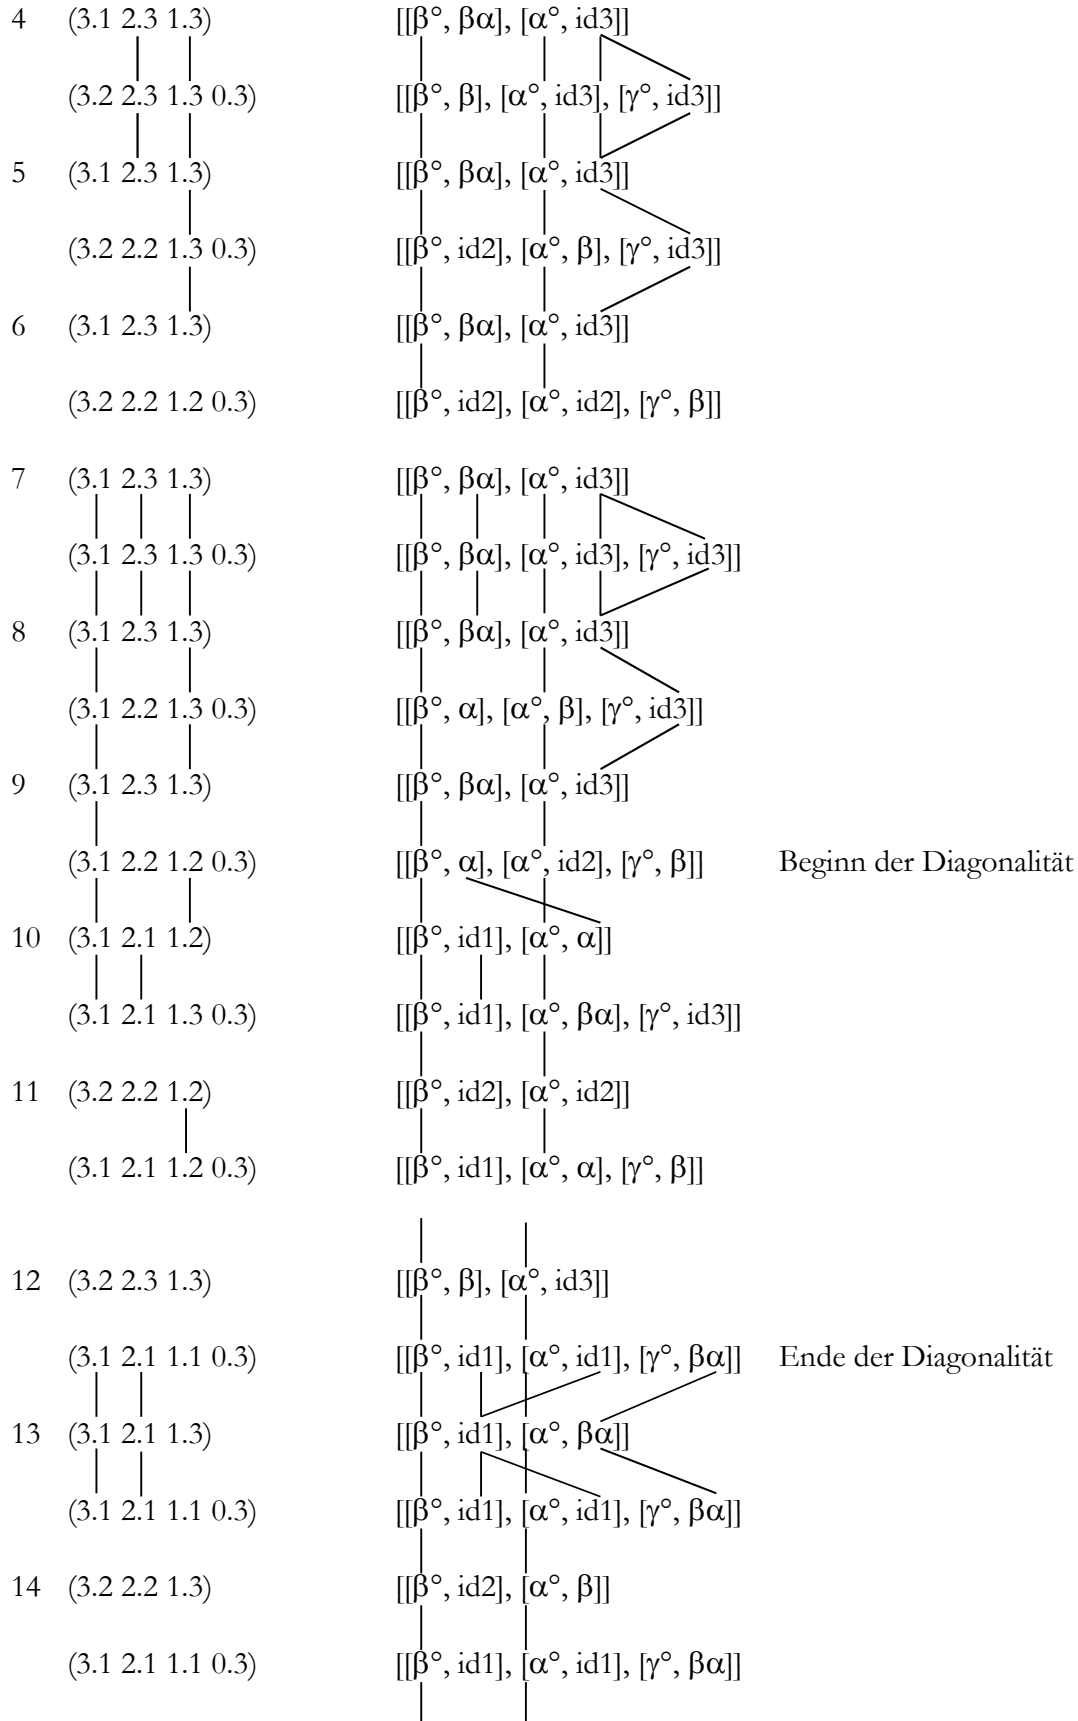 4 (3.1 2.3 1.3) [[β°, βα], [α°, id3]]
(3.2 2.3 1.3 0.3) [[β°, β], [α°, id3], [γ°, id3]]
5 (3.1 2.3 1.3) [[β°, βα], [α°, id3]]
(3.2 2.2 1.3 0.3) [[β°, id2], [α°, β], [γ°, id3]]
6 (3.1 2.3 1.3) [[β°, βα], [α°, id3]]
(3.2 2.2 1.2 0.3) [[β°, id2], [α°, id2], [γ°, β]]
7 (3.1 2.3 1.3) [[β°, βα], [α°, id3]]
(3.1 2.3 1.3 0.3) [[β°, βα], [α°, id3], [γ°, id3]]
8 (3.1 2.3 1.3) [[β°, βα], [α°, id3]]
(3.1 2.2 1.3 0.3) [[β°, α], [α°, β], [γ°, id3]]
9 (3.1 2.3 1.3) [[β°, βα], [α°, id3]]
(3.1 2.2 1.2 0.3) [[β°, α], [α°, id2], [γ°, β]] Beginn der Diagonalität
10 (3.1 2.1 1.2) [[β°, id1], [α°, α]]
(3.1 2.1 1.3 0.3) [[β°, id1], [α°, βα], [γ°, id3]]
11 (3.2 2.2 1.2) [[β°, id2], [α°, id2]]
(3.1 2.1 1.2 0.3) [[β°, id1], [α°, α], [γ°, β]]
12 (3.2 2.3 1.3) [[β°, β], [α°, id3]]
(3.1 2.1 1.1 0.3) [[β°, id1], [α°, id1], [γ°, βα]] Ende der Diagonalität
13 (3.1 2.1 1.3) [[β°, id1], [α°, βα]]
(3.1 2.1 1.1 0.3) [[β°, id1], [α°, id1], [γ°, βα]]
14 (3.2 2.2 1.3) [[β°, id2], [α°, β]]
(3.1 2.1 1.1 0.3) [[β°, id1], [α°, id1], [γ°, βα]]